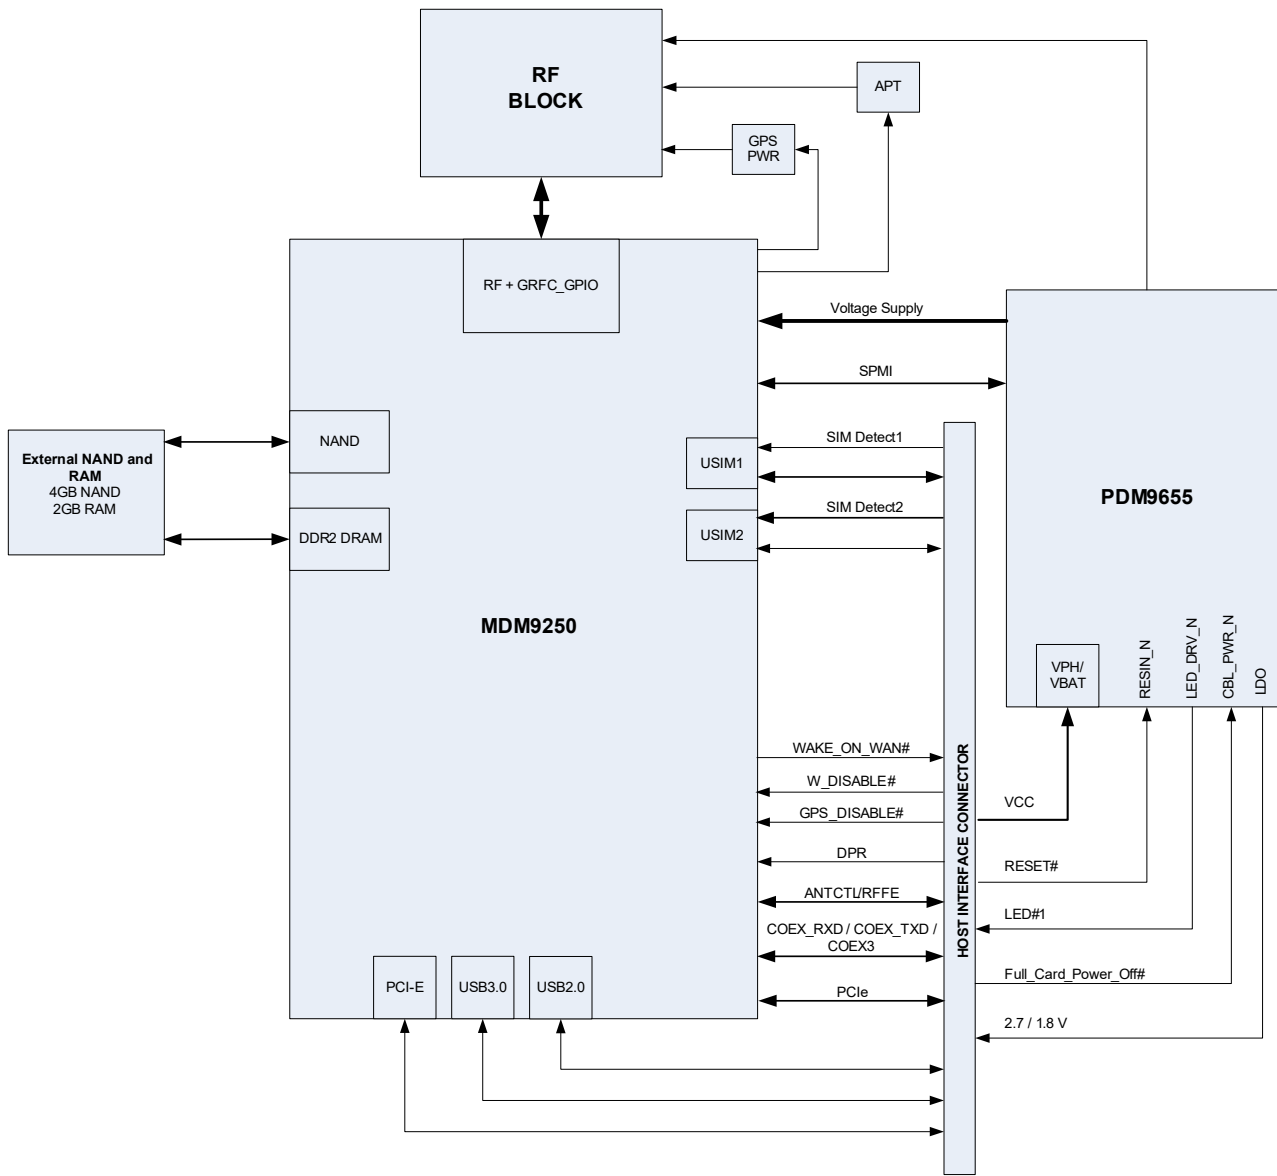 RF
BLOCK
APT
GPS
PWR
RF + GRFC_GPIO
Voltage Supply
SPMI
NAND
External NAND and
RAM
4GB NAND
2GB RAM
DDR2 DRAM
USIM1
SIM Detect1
USIM2
SIM Detect2
PDM9655
MDM9250
VPH/
VBAT
RESIN_N
LED_DRV_N
CBL_PWR_N
LDO
HOST INTERFACE CONNECTOR
WAKE_ON_WAN#
W_DISABLE#
GPS_DISABLE#
DPR
ANTCTL/RFFE
COEX_RXD / COEX_TXD /
COEX3
PCIe
VCC
RESET#
LED#1
Full_Card_Power_Off#
2.7 / 1.8 V
PCI-E
USB3.0
USB2.0